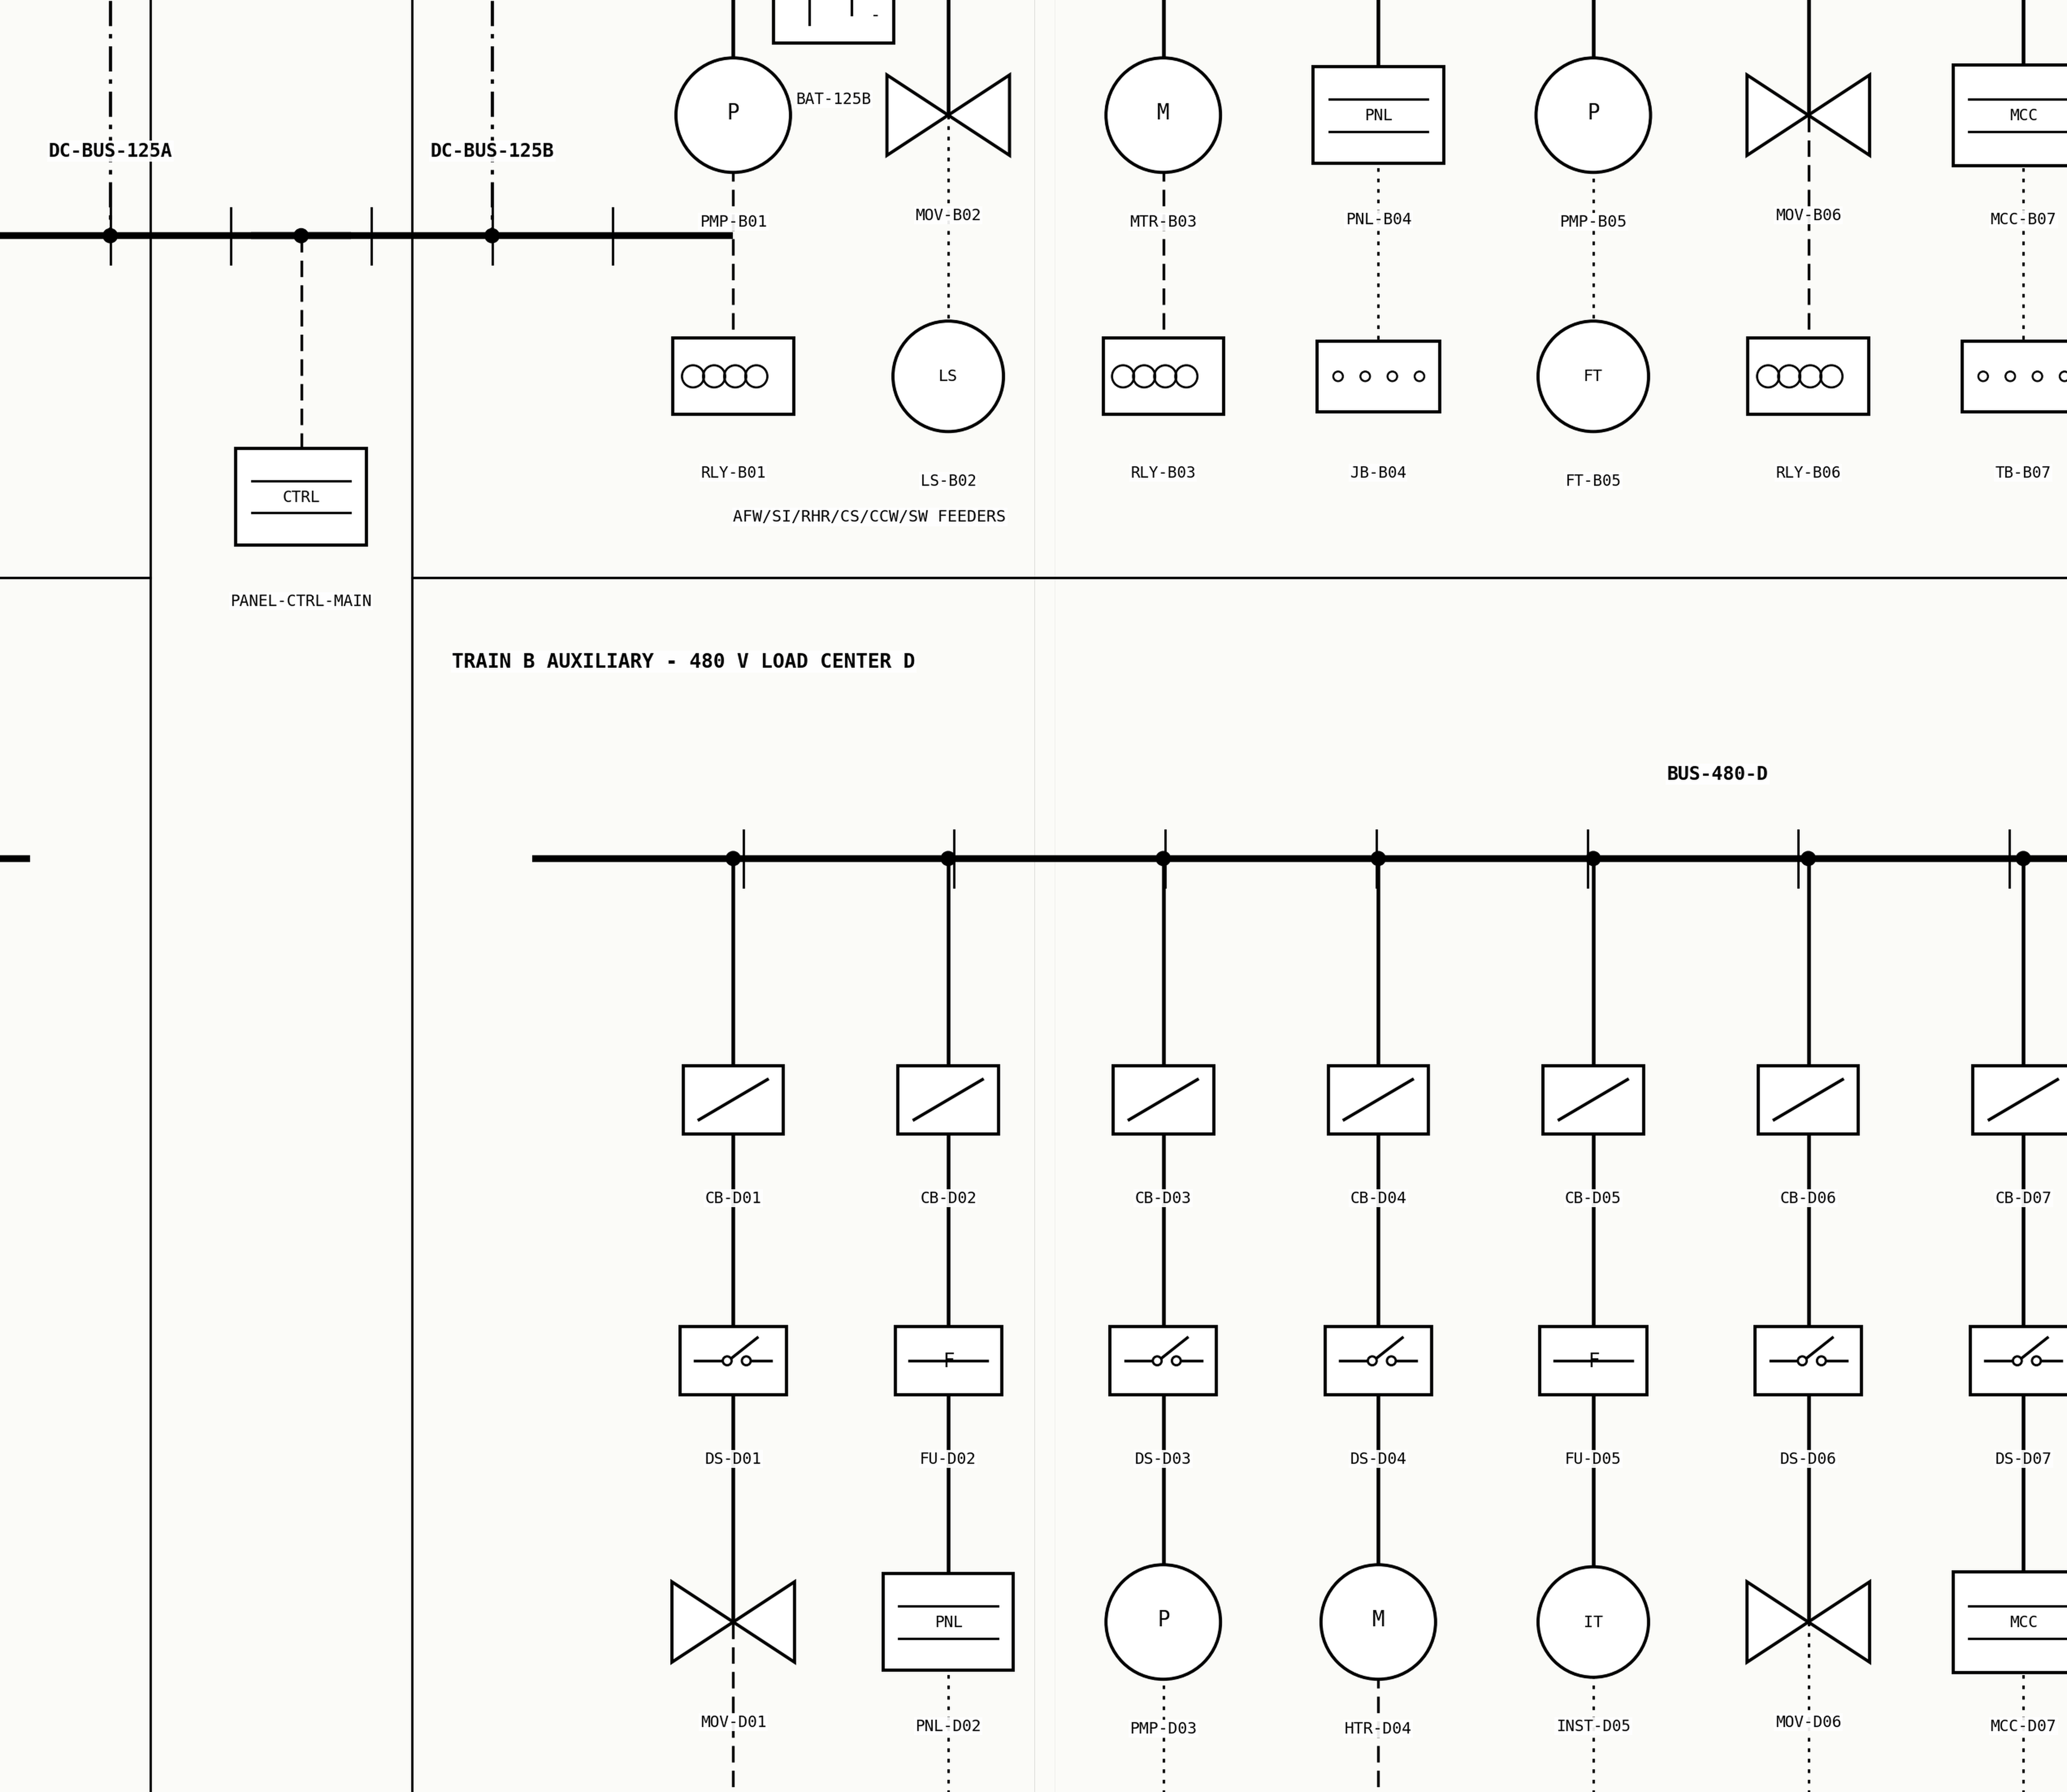 -
P
BAT-125B
M
PNL
P
MCC
DC-BUS-125A
DC-BUS-125B
PMP-B01
MOV-B02
MTR-B03
PNL-B04
PMP-B05
MOV-B06
MCC-B07
LS
FT
RLY-B01
LS-B02
RLY-B03
JB-B04
FT-B05
RLY-B06
TB-B07
CTRL
AFW/SI/RHR/CS/CCW/SW FEEDERS
PANEL-CTRL-MAIN
TRAIN B AUXILIARY - 480 V LOAD CENTER D
BUS-480-D
CB-D01
CB-D02
CB-D03
CB-D04
CB-D05
CB-D06
CB-D07
F
F
DS-D01
FU-D02
DS-D03
DS-D04
FU-D05
DS-D06
DS-D07
PNL
P
M
IT
MCC
MOV-D01
PNL-D02
PMP-D03
HTR-D04
INST-D05
MOV-D06
MCC-D07